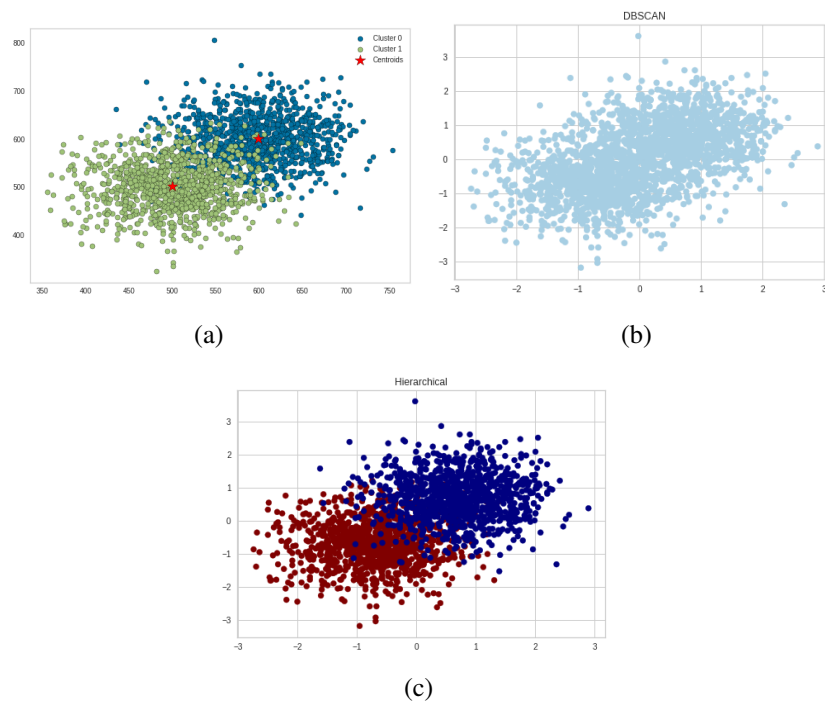 Cluster 0
Cluster 1
Centroids
800
700
600
500
400
350 400 450 500 550 600 650 700 750
(a)
DBSCAN
3
2
1
0
−1
−2
−3
−3 −2 −1 0 1 2 3
(b)
Hierarchical
3
2
1
0
−1
−2
−3
−3 −2 −1 0 1 2 3
(c)